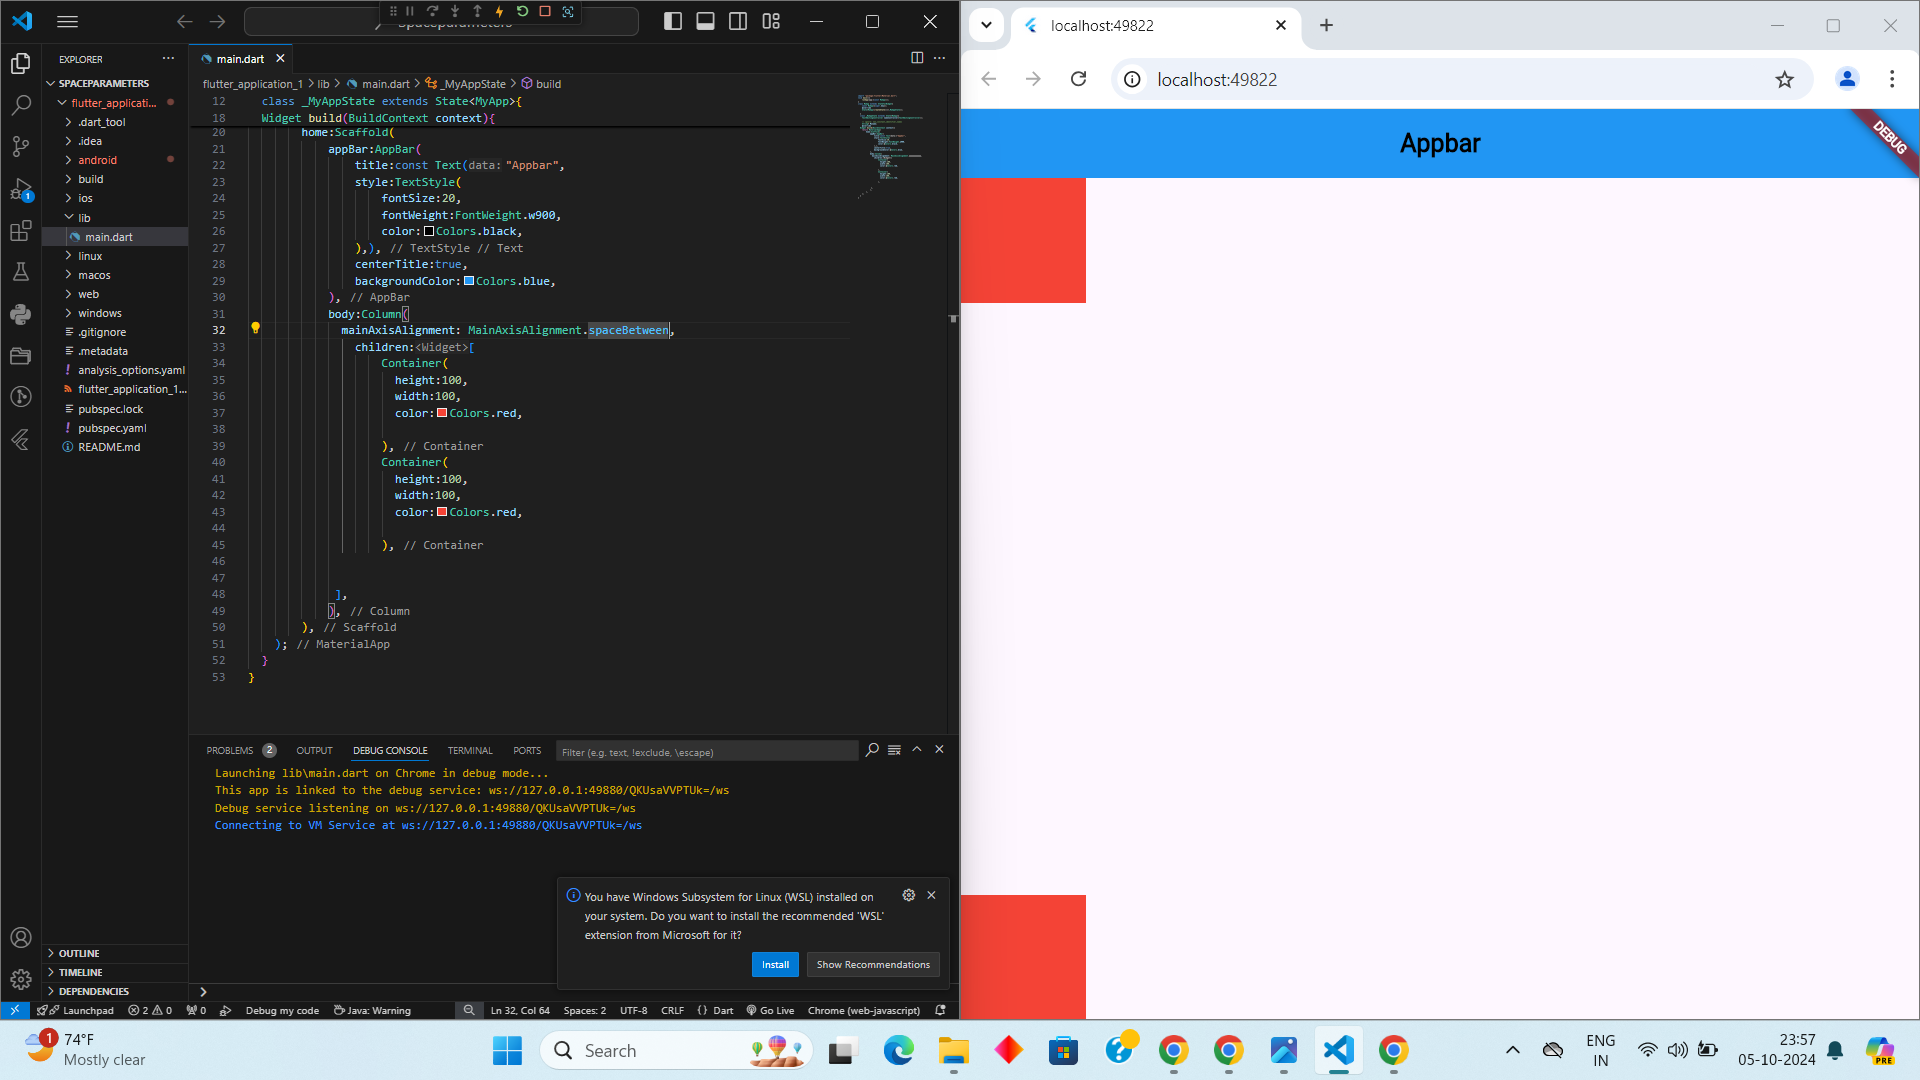 main.dart
localhost:49822
EXPLORER
SPACEPARAMETERS
flutter_applicati...
.dart_tool
.idea
android
build
ios
lib
main.dart
linux
macos
web
windows
.gitignore
.metadata
analysis_options.yaml
flutter_application_1...
pubspec.lock
pubspec.yaml
README.md
OUTLINE
TIMELINE
DEPENDENCIES
flutter_application_1 > lib > main.dart > _MyAppState > build
12 class _MyAppState extends State<MyApp>{
18 Widget build(BuildContext context){
20 home:Scaffold(
21 appBar:AppBar(
22 title:const Text(data: "Appbar",
23 style:TextStyle(
24 fontSize:20,
25 fontWeight:FontWeight.w900,
26 color: Colors.black,
27 ),), // TextStyle // Text
28 centerTitle:true,
29 backgroundColor: Colors.blue,
30 ), // AppBar
31 body:Column(
32 mainAxisAlignment: MainAxisAlignment.spaceBetween,
33 children:<Widget>[
34 Container(
35 height:100,
36 width:100,
37 color: Colors.red,
38
39 ), // Container
40 Container(
41 height:100,
42 width:100,
43 color: Colors.red,
44
45 ), // Container
46
47
48 ],
49 ), // Column
50 ), // Scaffold
51 ); // MaterialApp
52 }
53 }
PROBLEMS 2 OUTPUT DEBUG CONSOLE TERMINAL PORTS Filter (e.g. text, !exclude, \escape)
Launching lib\main.dart on Chrome in debug mode...
This app is linked to the debug service: ws://127.0.0.1:49880/QKUsaVVPTUk=/ws
Debug service listening on ws://127.0.0.1:49880/QKUsaVVPTUk=/ws
Connecting to VM Service at ws://127.0.0.1:49880/QKUsaVVPTUk=/ws
You have Windows Subsystem for Linux (WSL) installed on
your system. Do you want to install the recommended 'WSL'
extension from Microsoft for it?
Install Show Recommendations
Launchpad 2 0 0 Debug my code Java: Warning Ln 32, Col 64 Spaces: 2 UTF-8 CRLF {} Dart Go Live Chrome (web-javascript)
localhost:49822
Appbar
DEBUG
1 74°F
Mostly clear
Search
PRE
ENG
IN
23:57
05-10-2024